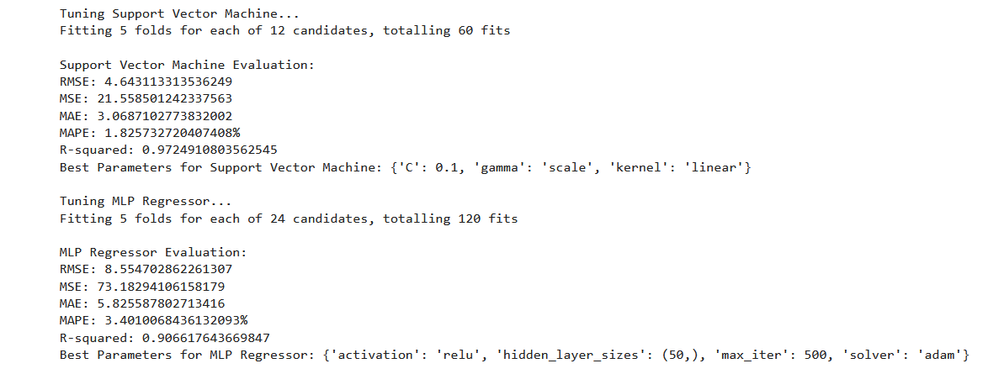 Tuning Support Vector Machine...
Fitting 5 folds for each of 12 candidates, totalling 60 fits
Support Vector Machine Evaluation:
RMSE: 4.643113313536249
MSE: 21.558501242337563
MAE: 3.0687102773832002
MAPE: 1.825732720407408%
R-squared: 0.9724910803562545
Best Parameters for Support Vector Machine: {'C': 0.1, 'gamma': 'scale', 'kernel': 'linear'}
Tuning MLP Regressor...
Fitting 5 folds for each of 24 candidates, totalling 120 fits
MLP Regressor Evaluation:
RMSE: 8.554702862261307
MSE: 73.18294106158179
MAE: 5.825587802713416
MAPE: 3.4010068436132093%
R-squared: 0.906617643669847
Best Parameters for MLP Regressor: {'activation': 'relu', 'hidden_layer_sizes': (50,), 'max_iter': 500, 'solver': 'adam'}